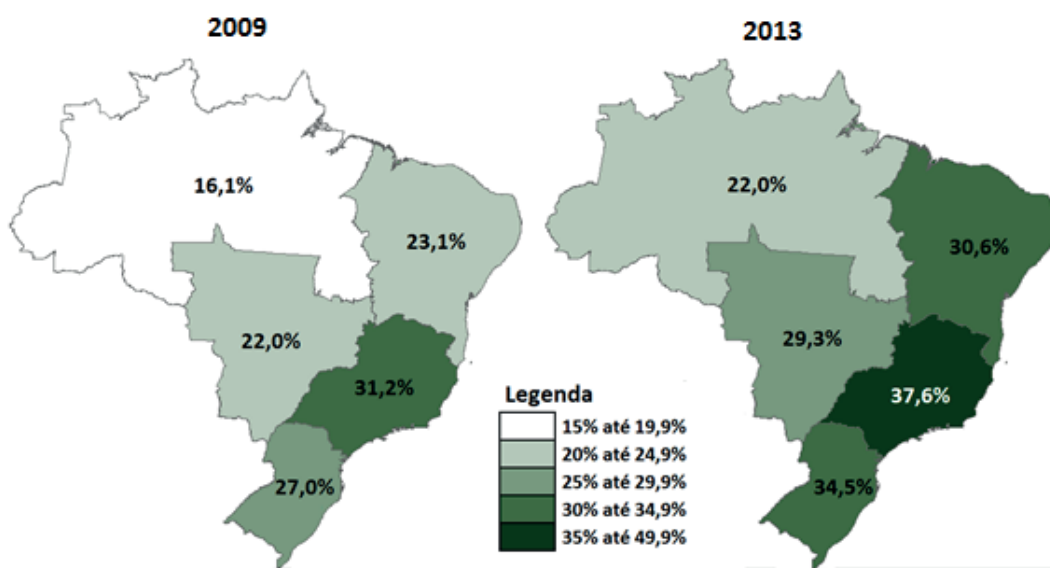 2009
2013
16,1%
23,1%
22,0%
31,2%
27,0%
22,0%
30,6%
29,3%
37,6%
34,5%
Legenda
15% até 19,9%
20% até 24,9%
25% até 29,9%
30% até 34,9%
35% até 49,9%